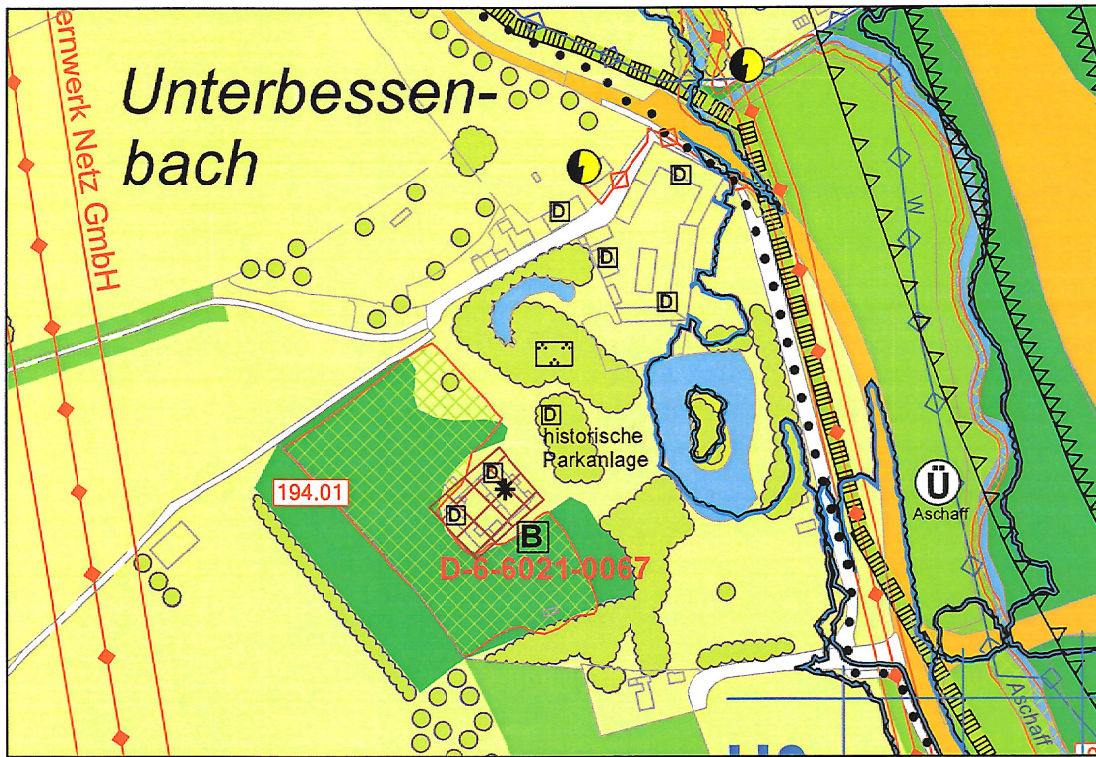 Unterbessen-
bach
ernwerk Netz GmbH
D
D
D
D
W
D
historische
Parkanlage
194.01
D
D
B
D-6-6021-0067
Ü
Aschaff
Aschaff